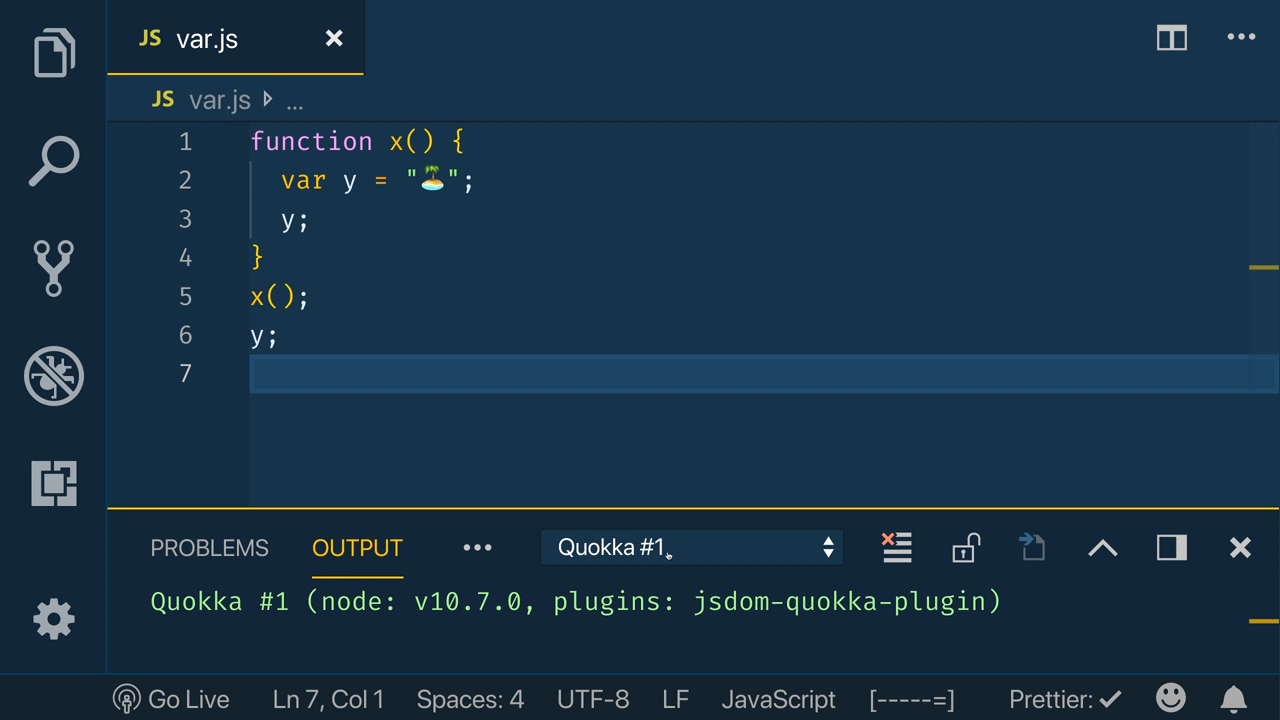 JS var.js
JS var.js ...
1 function x() {
2 var y = "🏝️";
3 y;
4 }
5 x();
6 y;
7
PROBLEMS OUTPUT ••• Quokka #1
Quokka #1 (node: v10.7.0, plugins: jsdom-quokka-plugin)
Go Live Ln 7, Col 1 Spaces: 4 UTF-8 LF JavaScript [-----=] Prettier: ✓